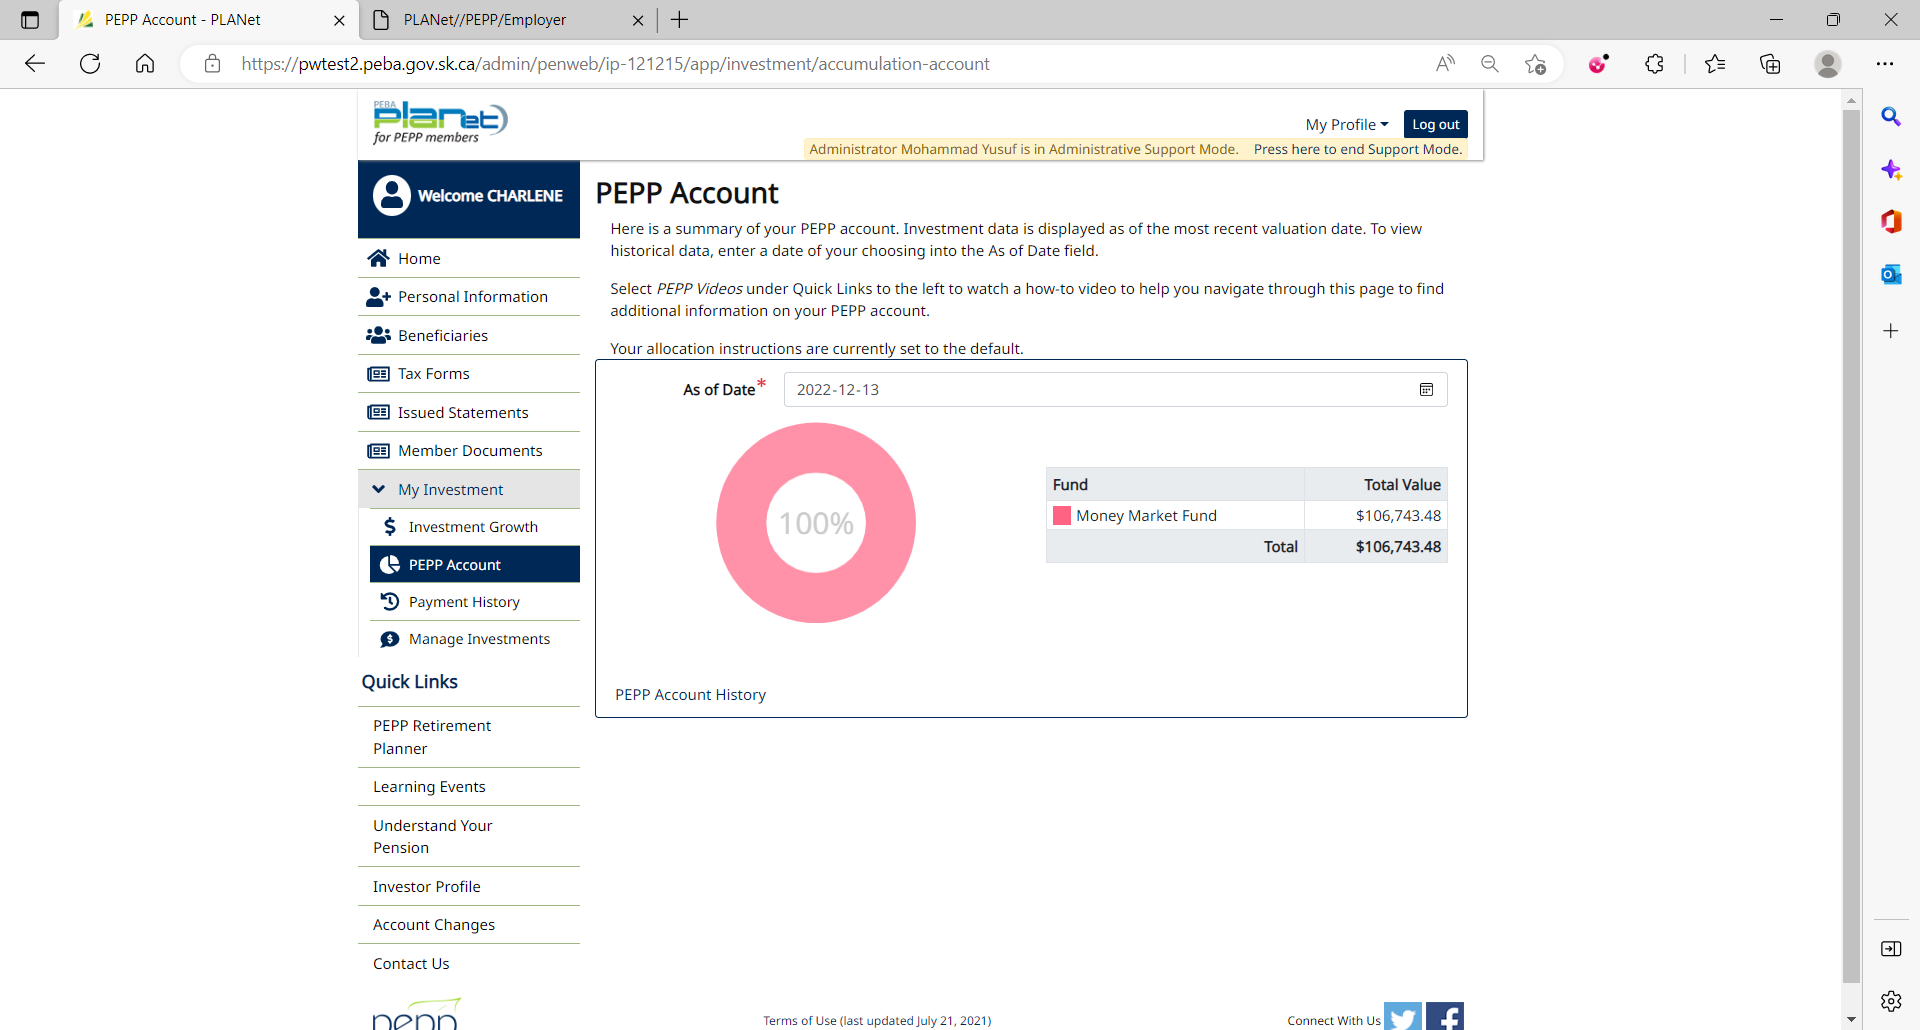 PEPP Account - PLANet
PLANet//PEPP/Employer
https://pwtest2.peba.gov.sk.ca/admin/penweb/ip-121215/app/investment/accumulation-account
PEBA
planet
for PEPP members
My Profile
Log out
Administrator Mohammad Yusuf is in Administrative Support Mode. Press here to end Support Mode.
Welcome CHARLENE
Home
Personal Information
Beneficiaries
Tax Forms
Issued Statements
Member Documents
My Investment
Investment Growth
PEPP Account
Payment History
Manage Investments
Quick Links
PEPP Retirement
Planner
Learning Events
Understand Your
Pension
Investor Profile
Account Changes
Contact Us
pepp
PEPP Account
Here is a summary of your PEPP account. Investment data is displayed as of the most recent valuation date. To view
historical data, enter a date of your choosing into the As of Date field.
Select PEPP Videos under Quick Links to the left to watch a how-to video to help you navigate through this page to find
additional information on your PEPP account.
Your allocation instructions are currently set to the default.
As of Date* 2022-12-13
100%
Fund Total Value
Money Market Fund $106,743.48
Total $106,743.48
PEPP Account History
Terms of Use (last updated July 21, 2021)
Connect With Us